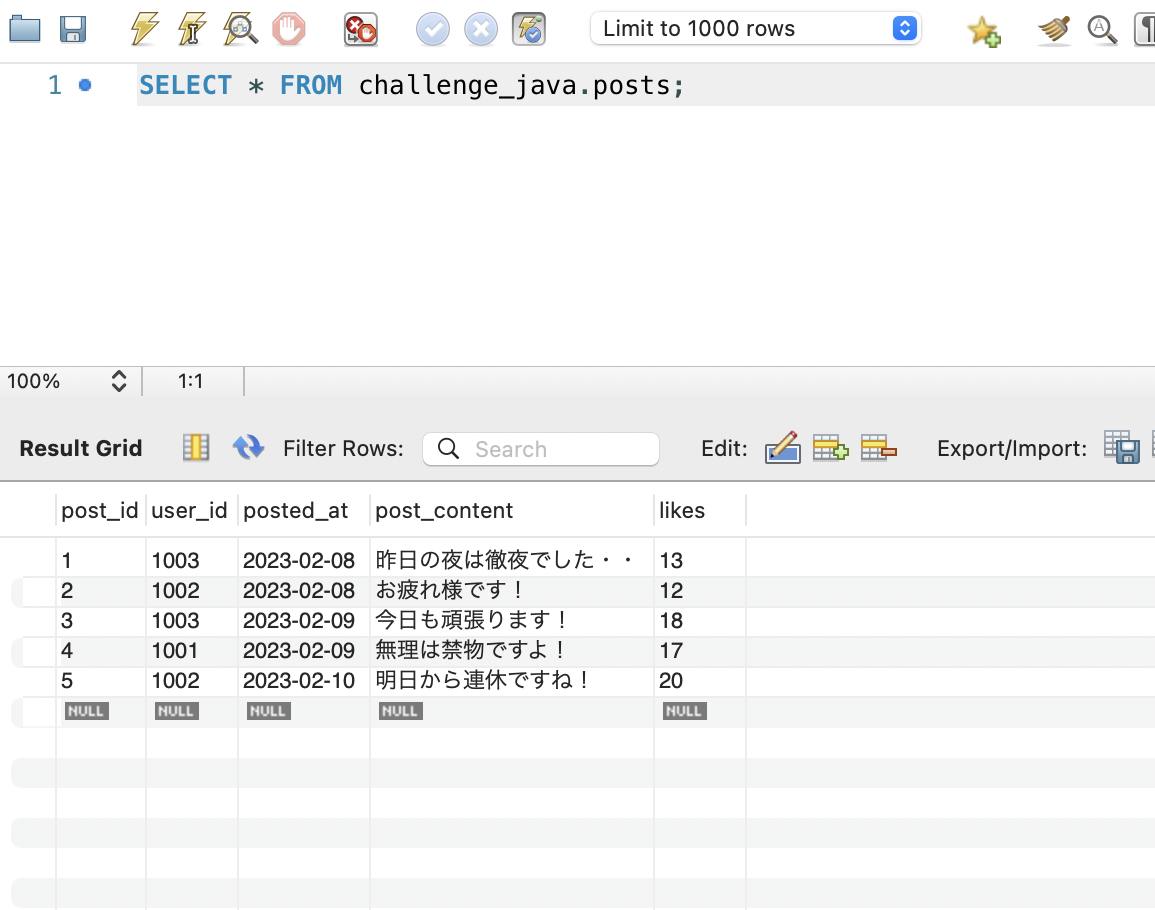 Limit to 1000 rows
1 SELECT * FROM challenge_java.posts;
100% 1:1
Result Grid Filter Rows: Search Edit: Export/Import:
post_id user_id posted_at post_content likes
1 1003 2023-02-08 昨日の夜は徹夜でした・・ 13
2 1002 2023-02-08 お疲れ様です！ 12
3 1003 2023-02-09 今日も頑張ります！ 18
4 1001 2023-02-09 無理は禁物ですよ！ 17
5 1002 2023-02-10 明日から連休ですね！ 20
NULL NULL NULL NULL NULL